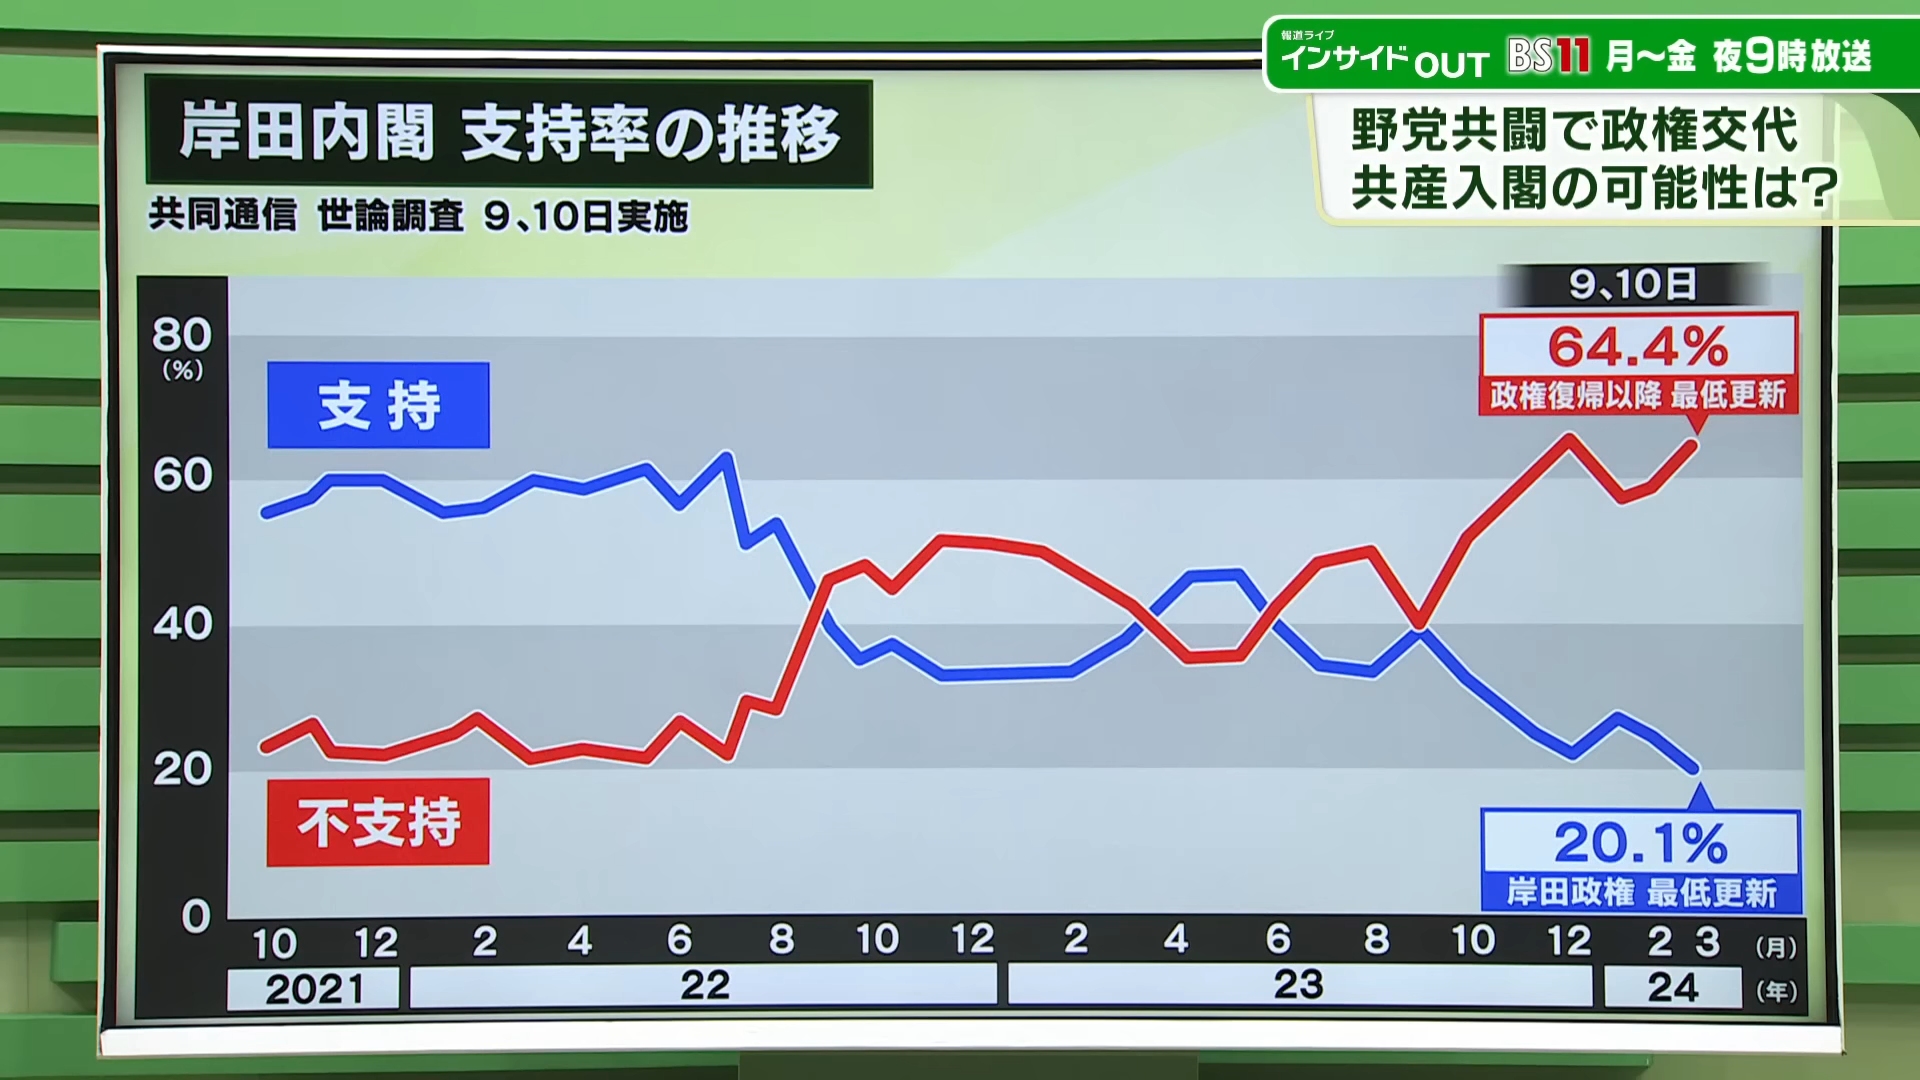 報道ライブ
インサイドOUT BS11 月～金 夜9時放送
野党共闘で政権交代
共産入閣の可能性は?
岸田内閣 支持率の推移
共同通信 世論調査 9、10日実施
9、10日
64.4%
政権復帰以降 最低更新
80
(%)
60
40
20
0
支持
不支持
20.1%
岸田政権 最低更新
10 12 2 4 6 8 10 12 2 4 6 8 10 12 2 3 (月)
2021 22 23 24 (年)